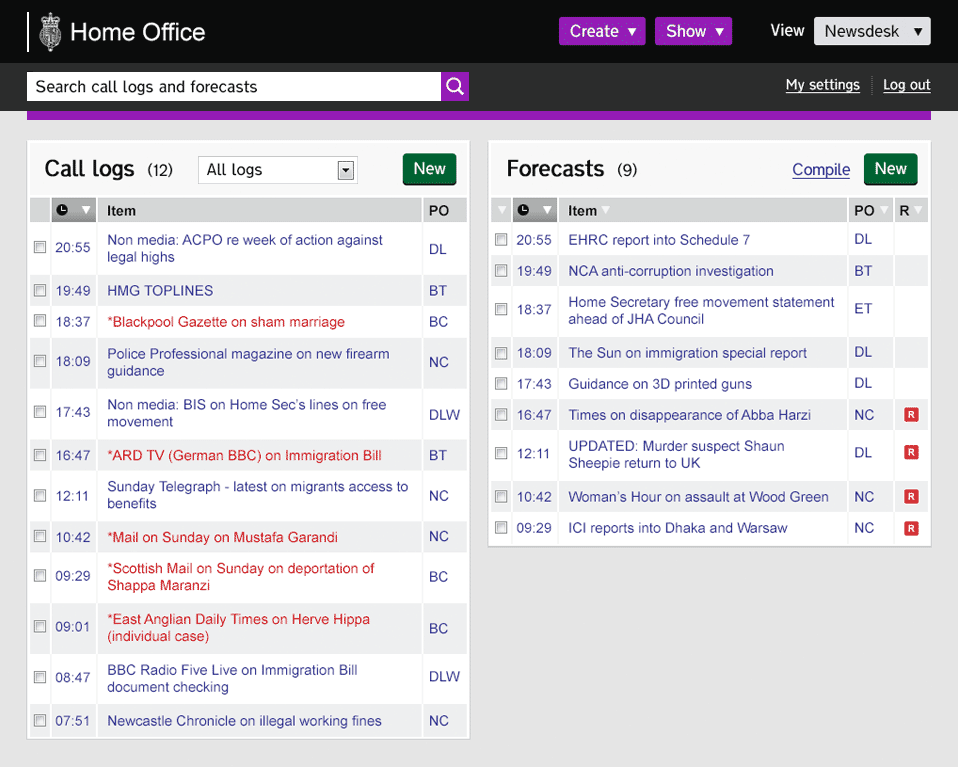 Home Office
Create ▼
Show ▼
View
Newsdesk ▼
Search call logs and forecasts
My settings
Log out
Call logs (12)
All logs
New
Item
PO
20:55
Non media: ACPO re week of action against
legal highs
DL
19:49
HMG TOPLINES
BT
18:37
*Blackpool Gazette on sham marriage
BC
18:09
Police Professional magazine on new firearm
guidance
NC
17:43
Non media: BIS on Home Sec's lines on free
movement
DLW
16:47
*ARD TV (German BBC) on Immigration Bill
BT
12:11
Sunday Telegraph - latest on migrants access to
benefits
NC
10:42
*Mail on Sunday on Mustafa Garandi
NC
09:29
*Scottish Mail on Sunday on deportation of
Shappa Maranzi
BC
09:01
*East Anglian Daily Times on Herve Hippa
(individual case)
BC
08:47
BBC Radio Five Live on Immigration Bill
document checking
DLW
07:51
Newcastle Chronicle on illegal working fines
NC
Forecasts (9)
Compile
New
Item
PO
R
20:55
EHRC report into Schedule 7
DL
19:49
NCA anti-corruption investigation
BT
18:37
Home Secretary free movement statement
ahead of JHA Council
ET
18:09
The Sun on immigration special report
DL
17:43
Guidance on 3D printed guns
DL
16:47
Times on disappearance of Abba Harzi
NC
R
12:11
UPDATED: Murder suspect Shaun
Sheepie return to UK
DL
R
10:42
Woman's Hour on assault at Wood Green
NC
R
09:29
ICI reports into Dhaka and Warsaw
NC
R